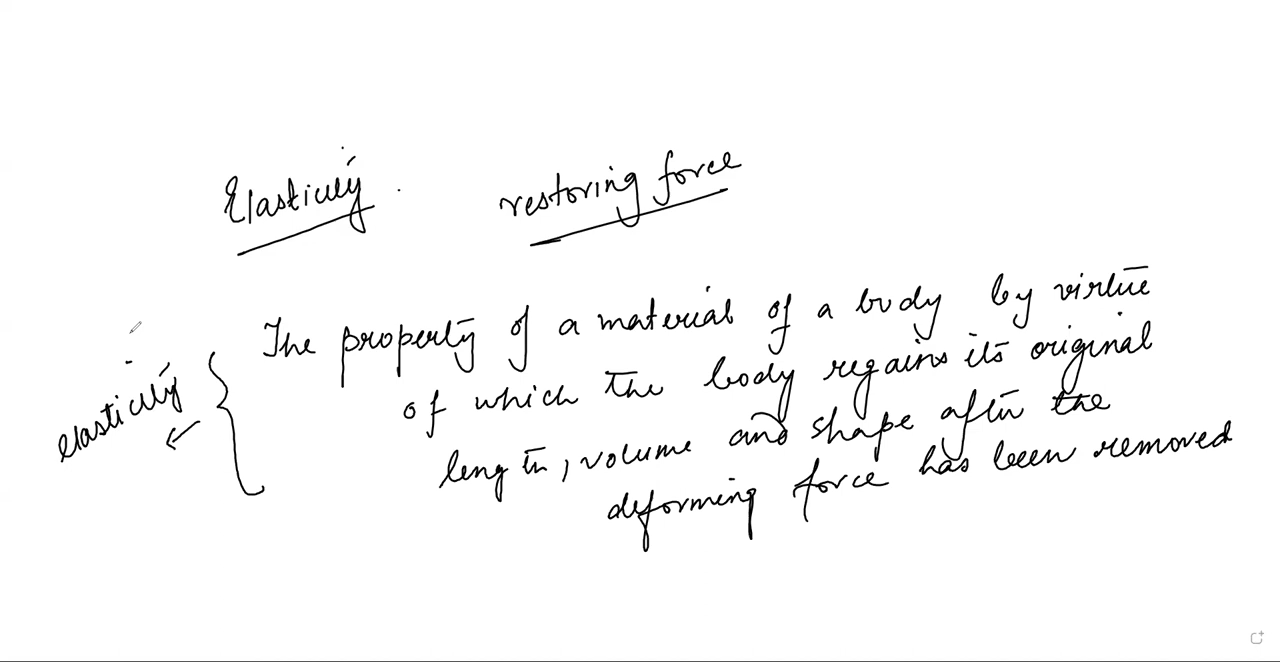 Elasticity. restoring force
The property of a material of a body by virtue
of which the body regains its original
length, volume and shape after the
deforming force has been removed
elasticity